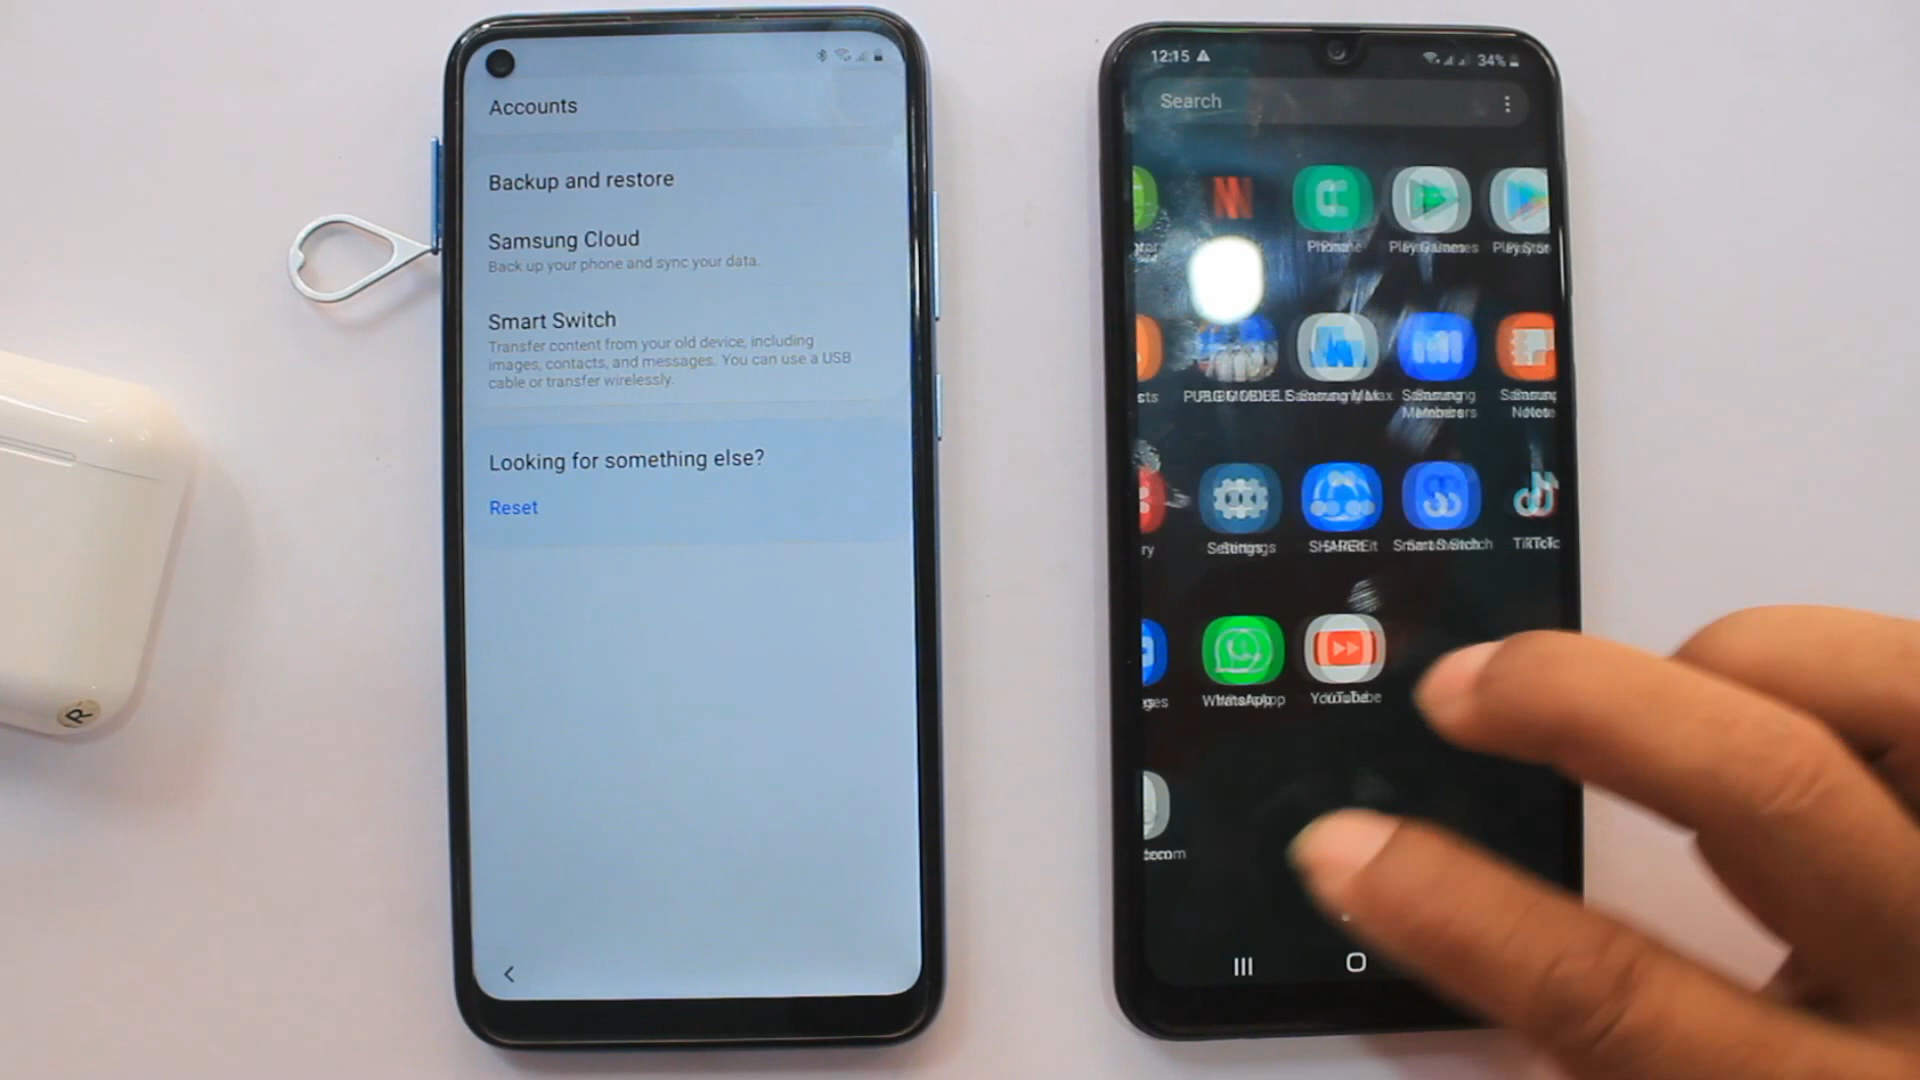 Accounts
Backup and restore
Samsung Cloud
Back up your phone and sync your data.
Smart Switch
Transfer content from your old device, including
images, contacts, and messages. You can use a USB
cable or transfer wirelessly.
Looking for something else?
Reset
R
12:15
34%
Search
Phone
Play Games
Play Store
PUBG MOBILE
Samsung Max
Samsung
Members
Samsung
Notes
Settings
SHAREit
Smart Switch
TikTok
WhatsApp
YouTube